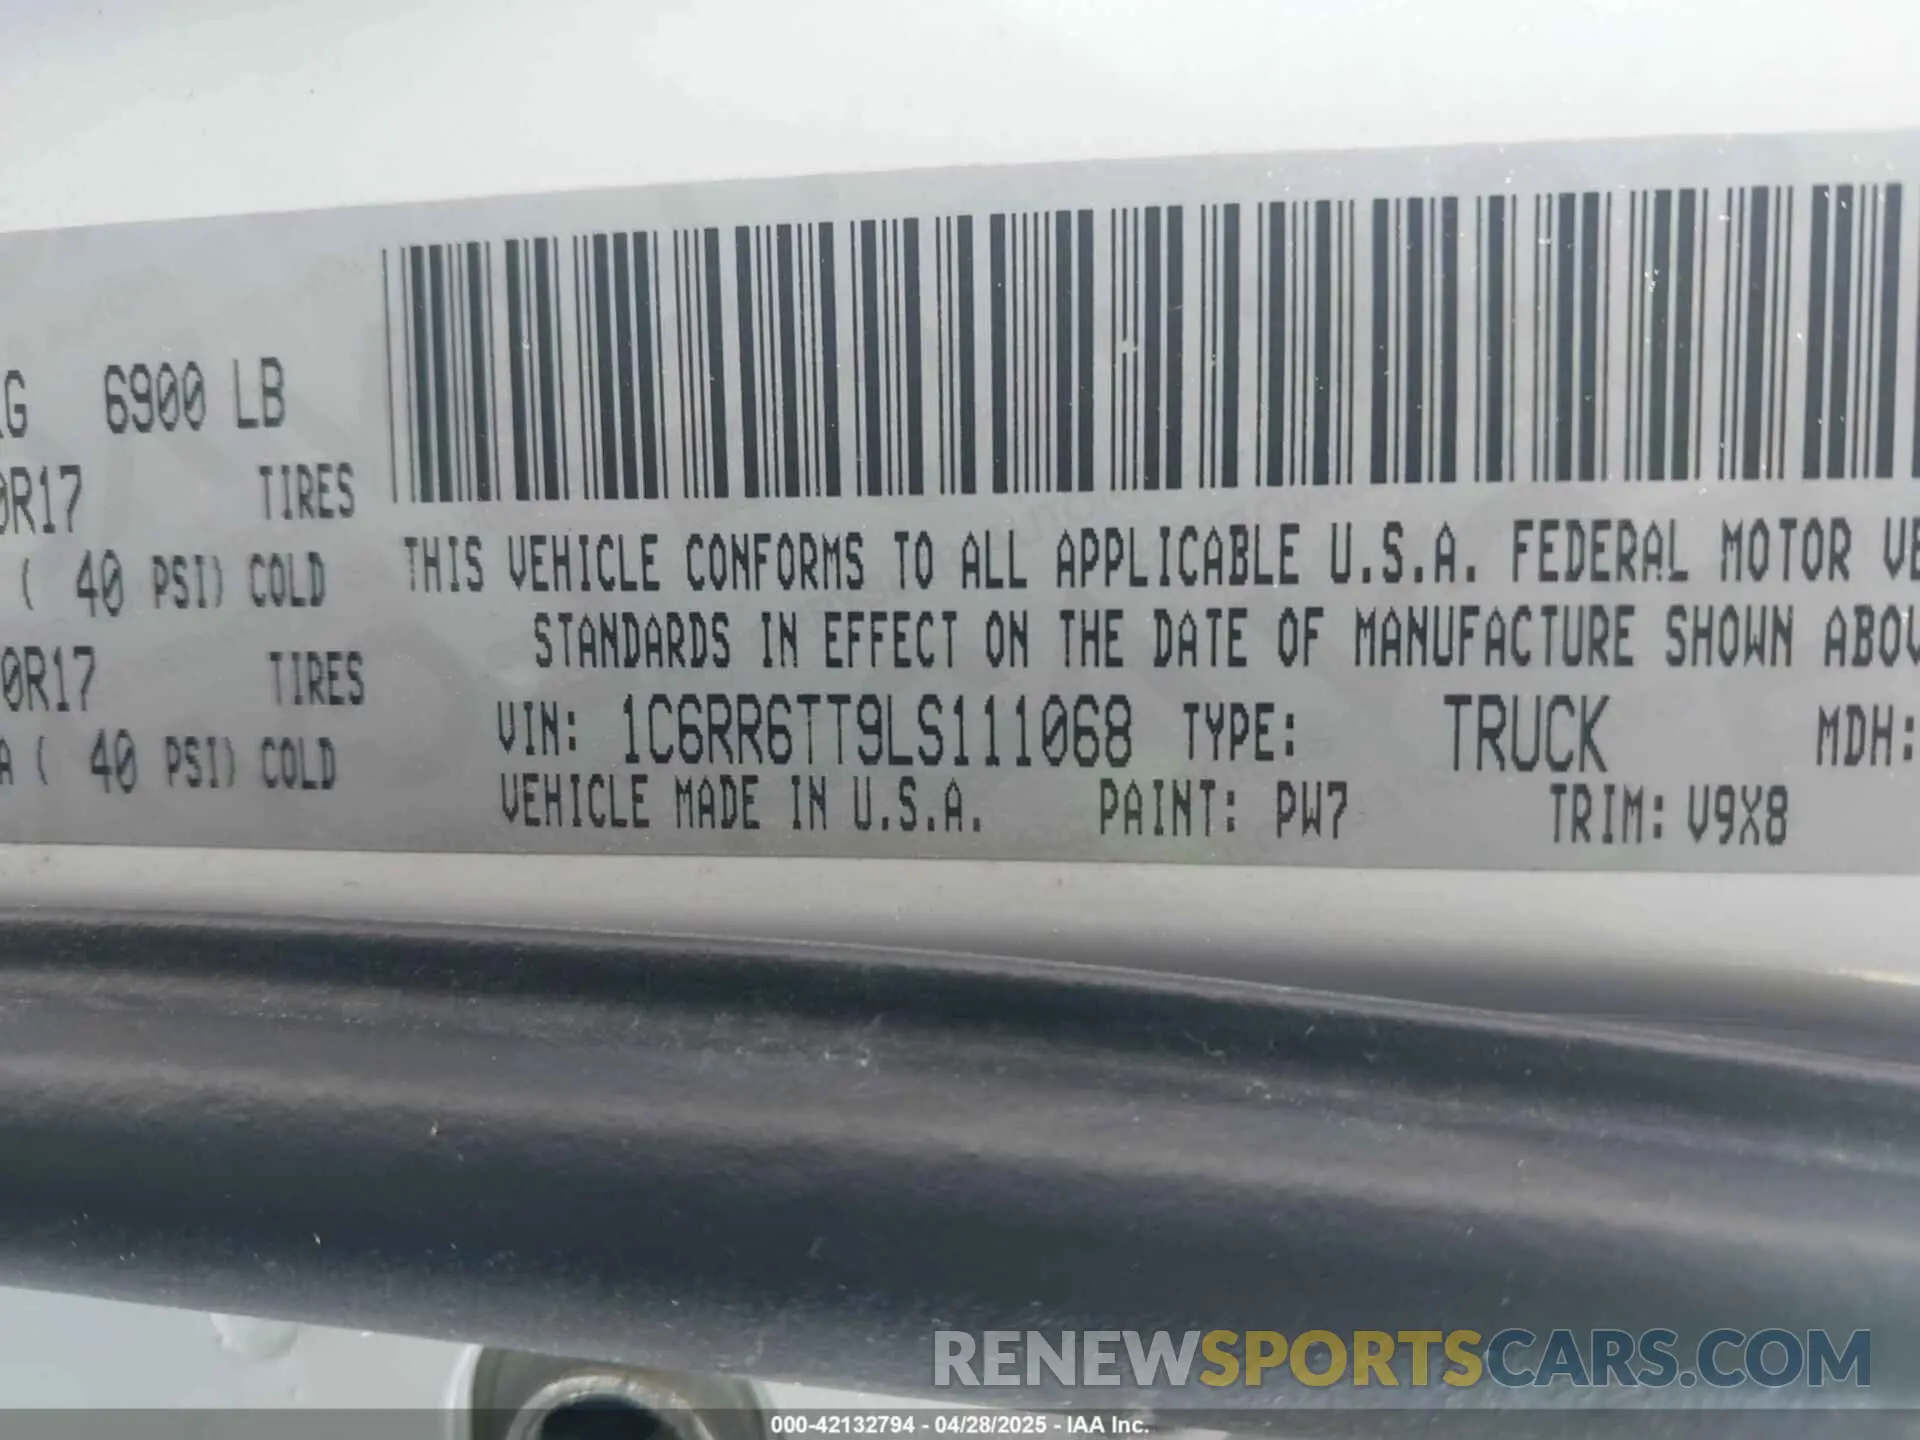 6900 LB
0R17 TIRES
( 40 PSI) COLD
0R17 TIRES
A ( 40 PSI) COLD
THIS VEHICLE CONFORMS TO ALL APPLICABLE U.S.A. FEDERAL MOTOR
STANDARDS IN EFFECT ON THE DATE OF MANUFACTURE SHOWN
VIN: 1C6RR6TT9LS111068 TYPE: TRUCK MDH:
VEHICLE MADE IN U.S.A. PAINT: PW7 TRIM: V9X8
RENEWSPORTSCARS.COM
000-42132794 - 04/28/2025 - IAA Inc.